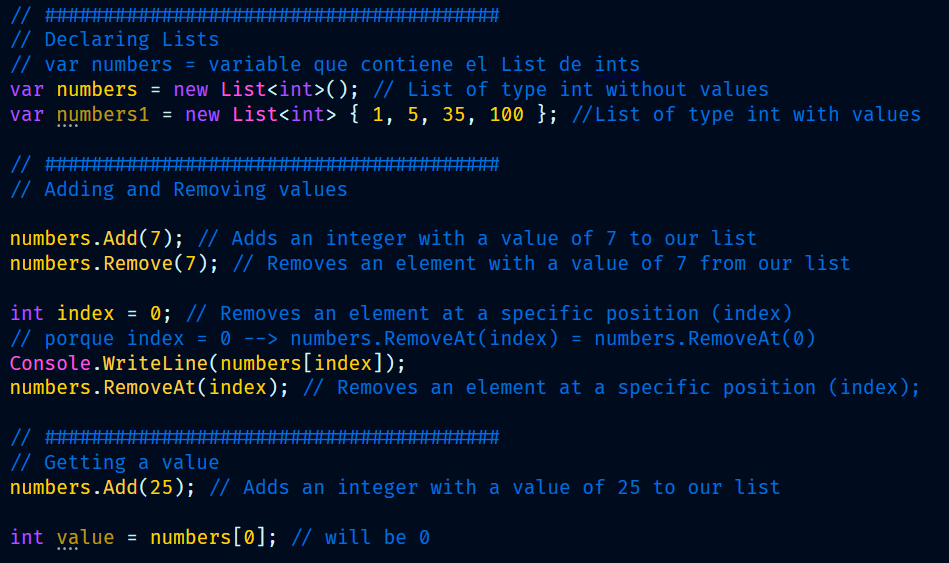 // #######################################
// Declaring Lists
// var numbers = variable que contiene el List de ints
var numbers = new List<int>(); // List of type int without values
var numbers1 = new List<int> { 1, 5, 35, 100 }; //List of type int with values
// #######################################
// Adding and Removing values
numbers.Add(7); // Adds an integer with a value of 7 to our list
numbers.Remove(7); // Removes an element with a value of 7 from our list
int index = 0; // Removes an element at a specific position (index)
// porque index = 0 --> numbers.RemoveAt(index) = numbers.RemoveAt(0)
Console.WriteLine(numbers[index]);
numbers.RemoveAt(index); // Removes an element at a specific position (index);
// #######################################
// Getting a value
numbers.Add(25); // Adds an integer with a value of 25 to our list
int value = numbers[0]; // will be 0